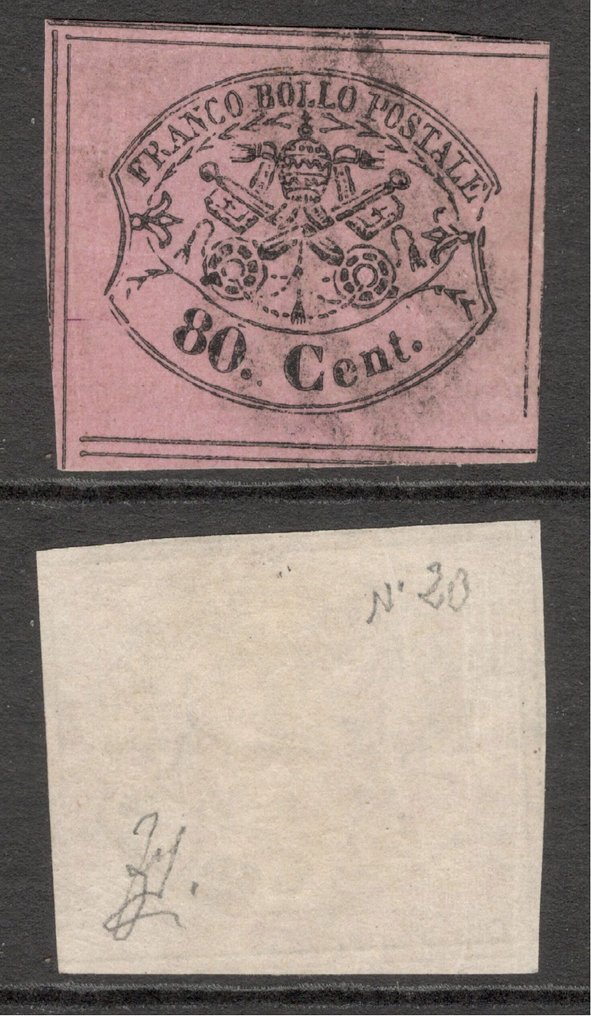 FRANCO BOLLO POSTALE
80. Cent.
N° 20